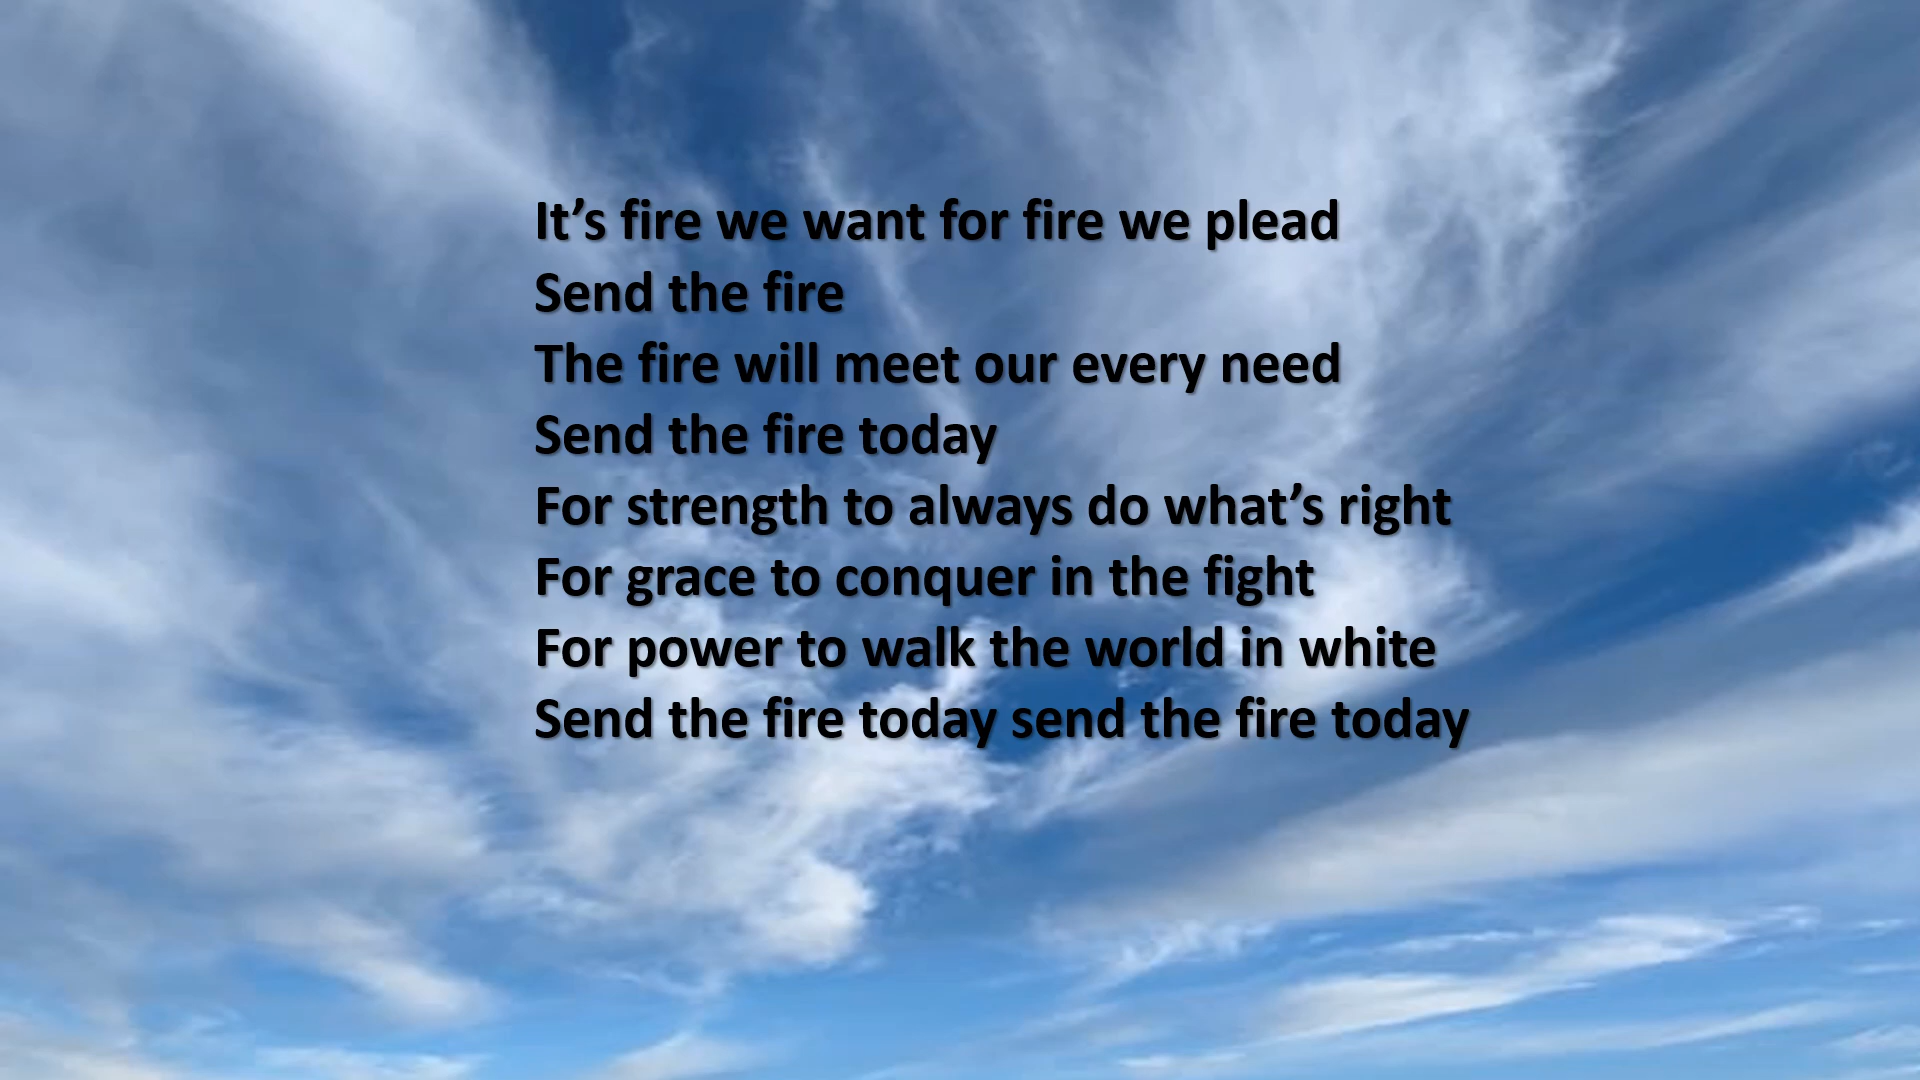 It’s fire we want for fire we plead
Send the fire
The fire will meet our every need
Send the fire today
For strength to always do what’s right
For grace to conquer in the fight
For power to walk the world in white
Send the fire today send the fire today